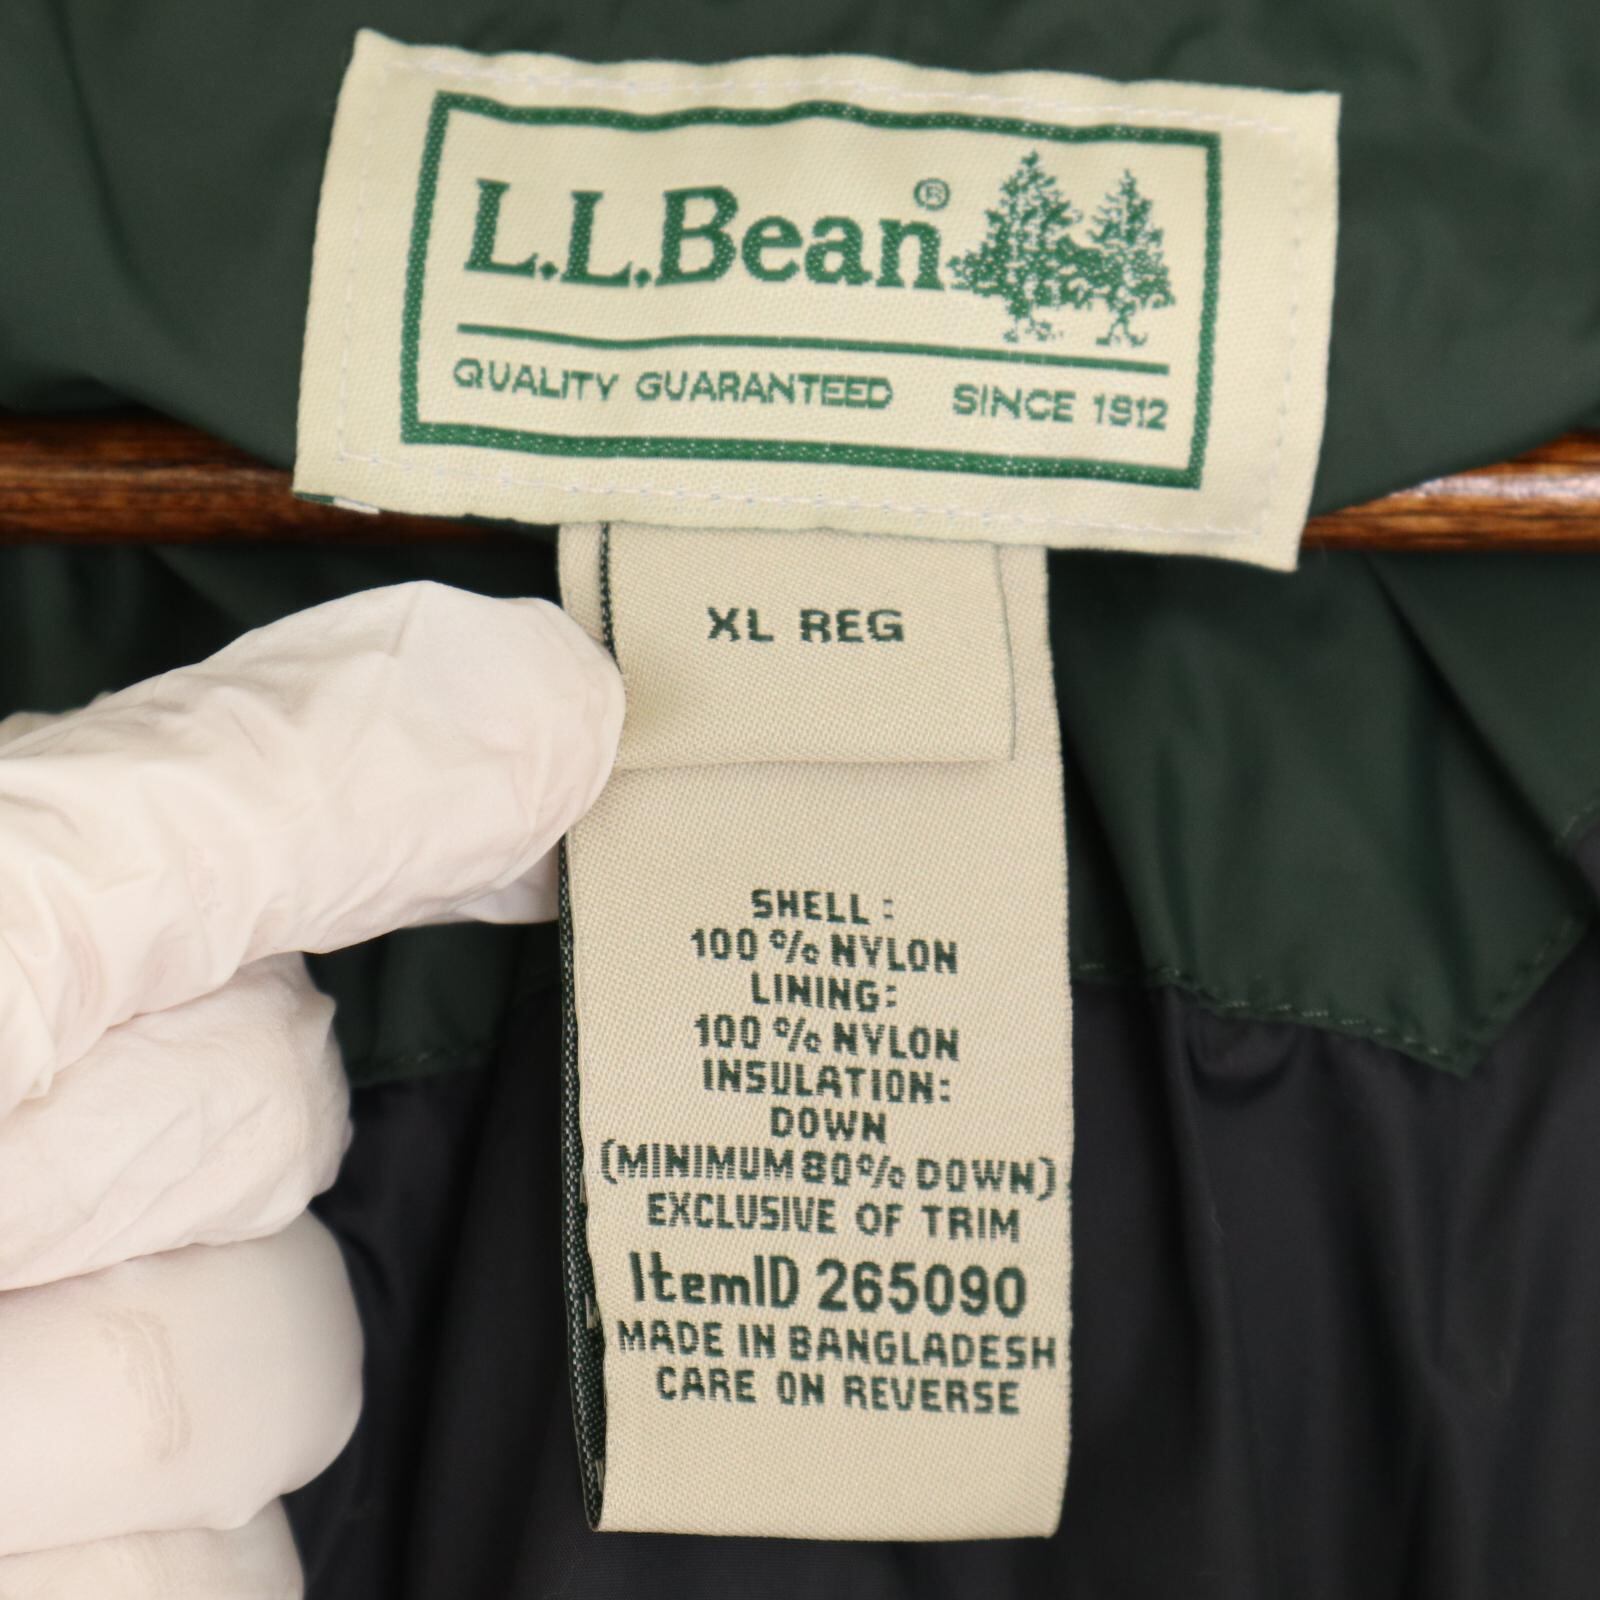 L.L.Bean®
QUALITY GUARANTEED SINCE 1912
XL REG
SHELL:
100% NYLON
LINING:
100% NYLON
INSULATION:
DOWN
(MINIMUM 80% DOWN)
EXCLUSIVE OF TRIM
ItemID 265090
MADE IN BANGLADESH
CARE ON REVERSE